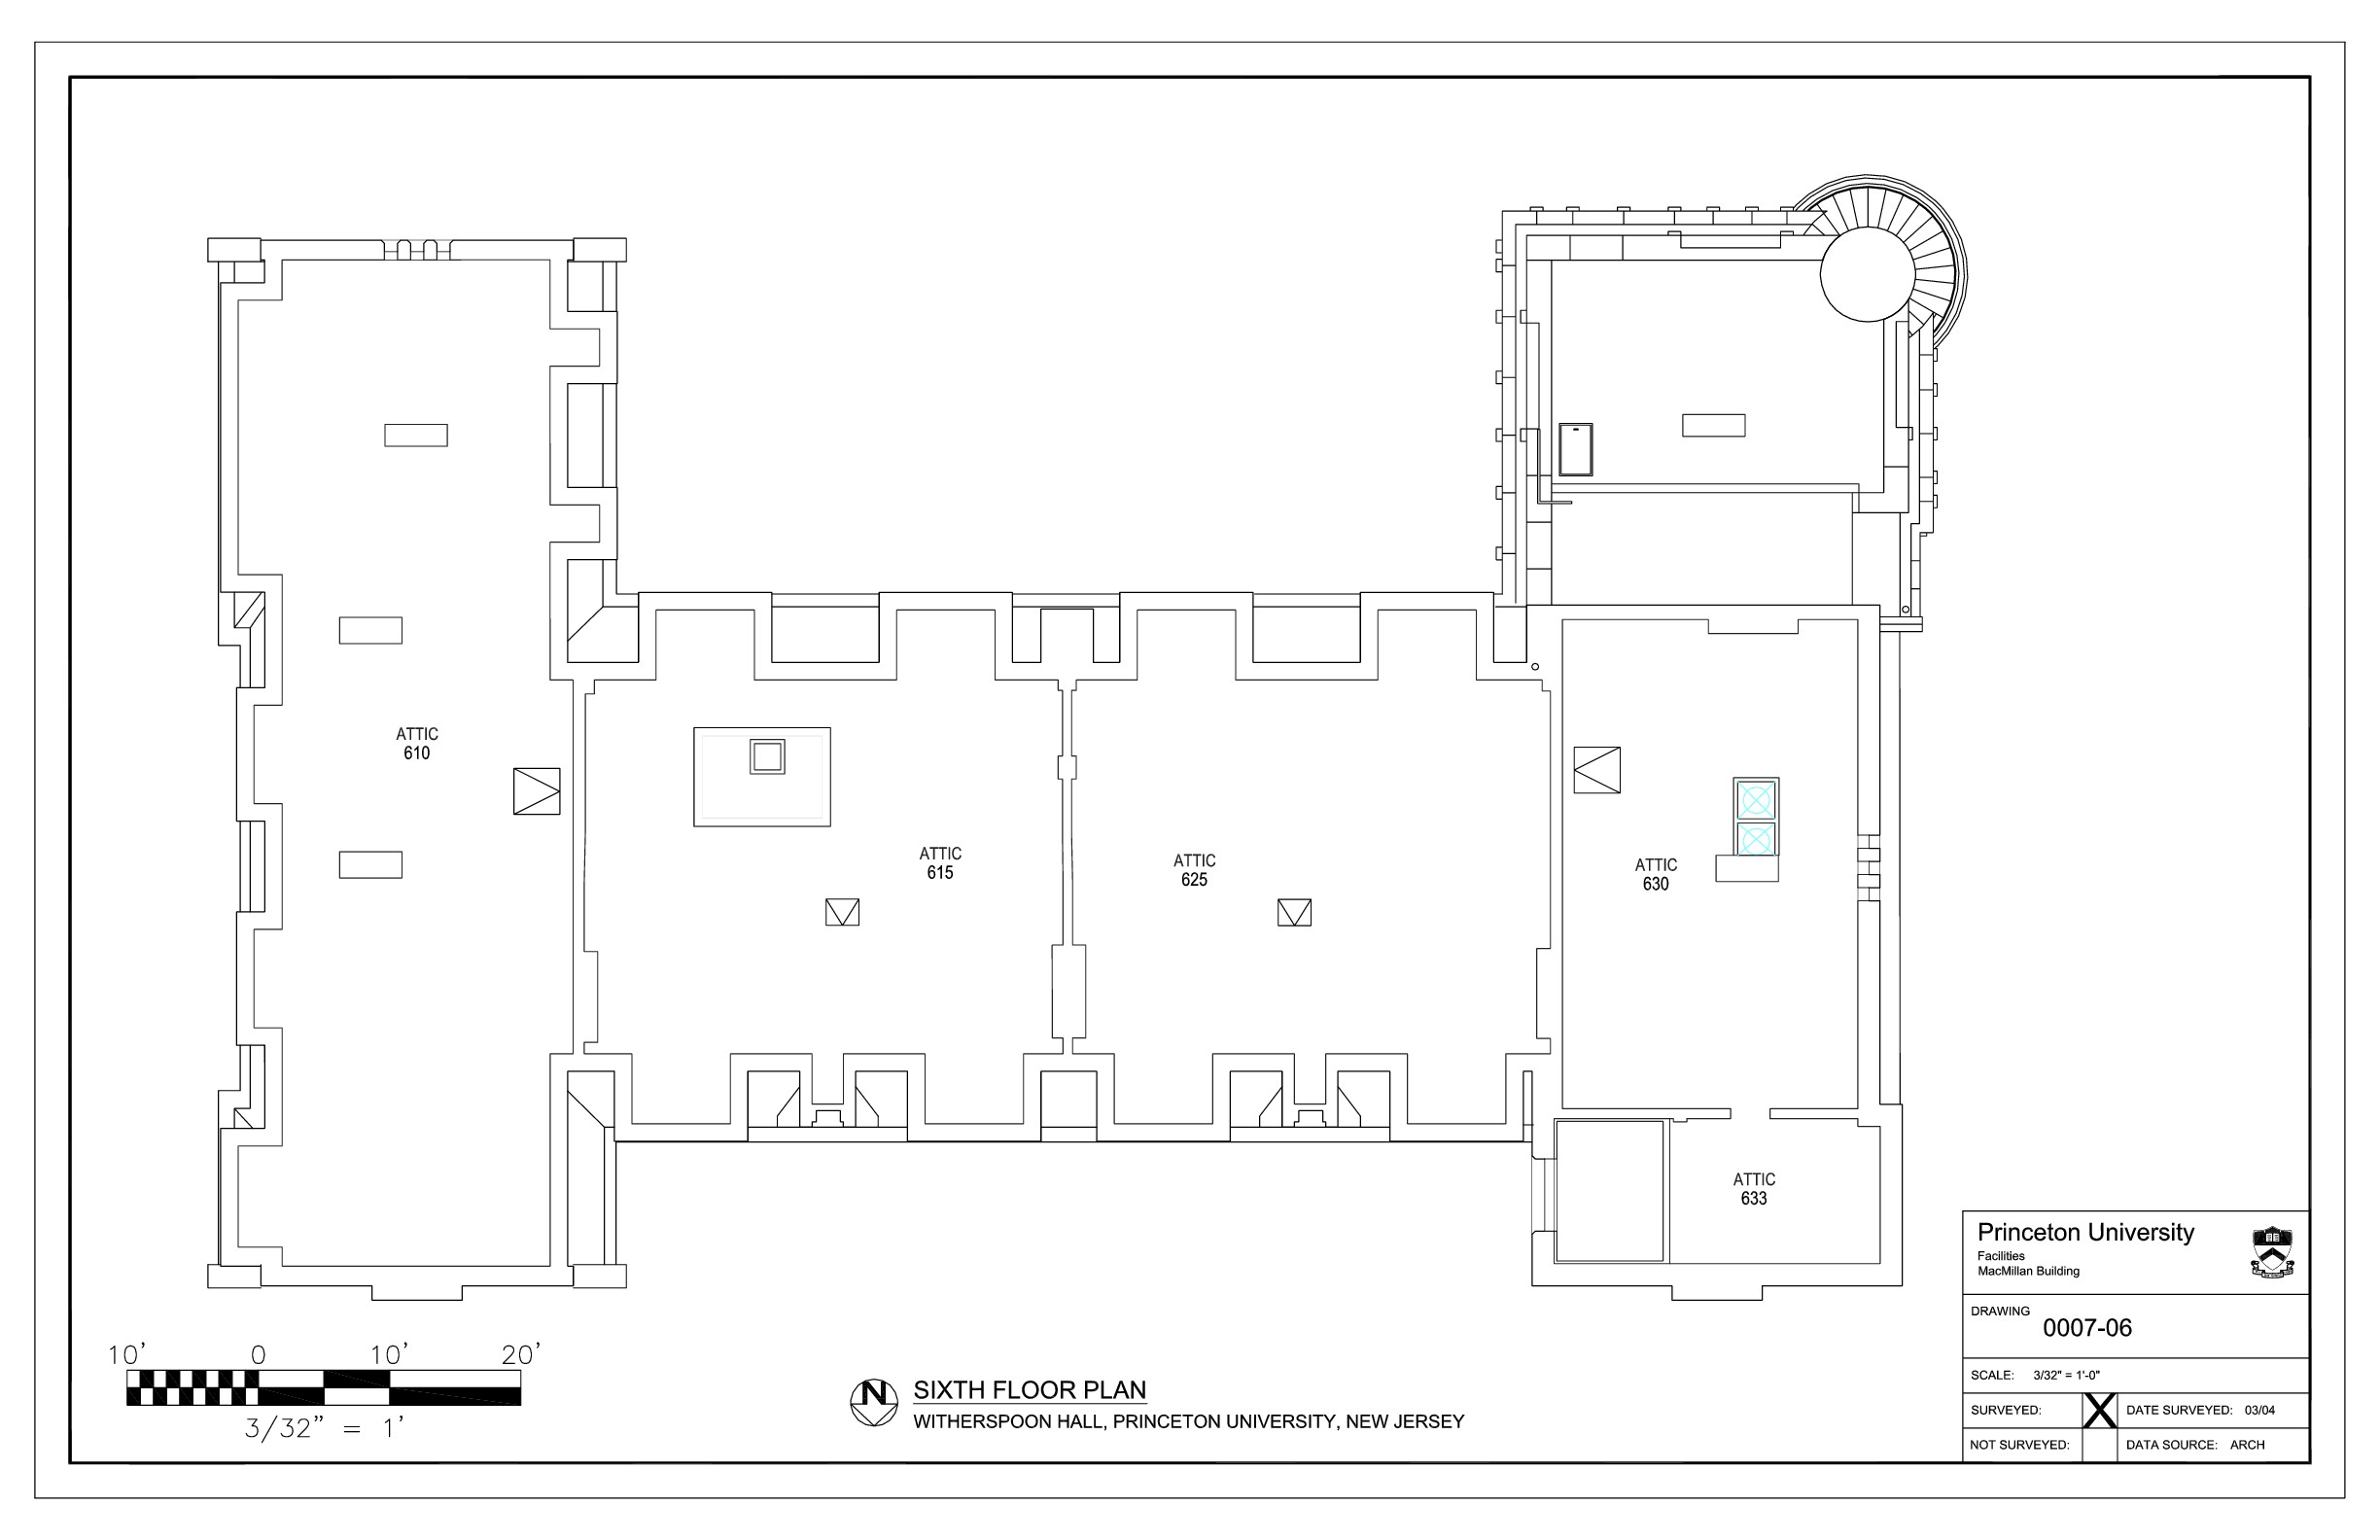 ATTIC
610
ATTIC
615
ATTIC
625
ATTIC
630
ATTIC
633
10' 0 10' 20'
3/32" = 1'
N
SIXTH FLOOR PLAN
WITHERSPOON HALL, PRINCETON UNIVERSITY, NEW JERSEY
Princeton University
Facilities
MacMillan Building
DRAWING
0007-06
SCALE: 3/32" = 1'-0"
SURVEYED: X DATE SURVEYED: 03/04
NOT SURVEYED: DATA SOURCE: ARCH